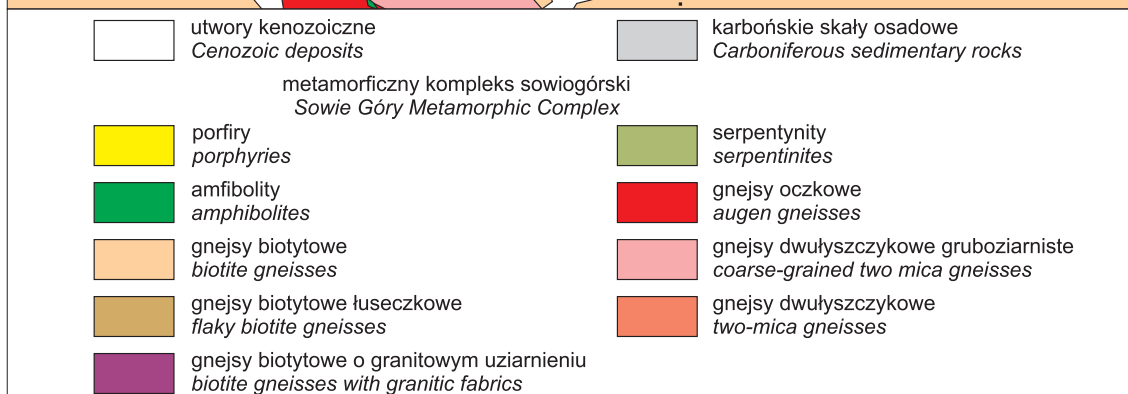 utwory kenozoiczne
Cenozoic deposits
karbońskie skały osadowe
Carboniferous sedimentary rocks
metamorficzny kompleks sowiogórski
Sowie Góry Metamorphic Complex
porfiry
porphyries
serpentynity
serpentinites
amfibolity
amphibolites
gnejsy oczkowe
augen gneisses
gnejsy biotytowe
biotite gneisses
gnejsy dwułyszczykowe gruboziarniste
coarse-grained two mica gneisses
gnejsy biotytowe łuseczkowe
flaky biotite gneisses
gnejsy dwułyszczykowe
two-mica gneisses
gnejsy biotytowe o granitowym uziarnieniu
biotite gneisses with granitic fabrics